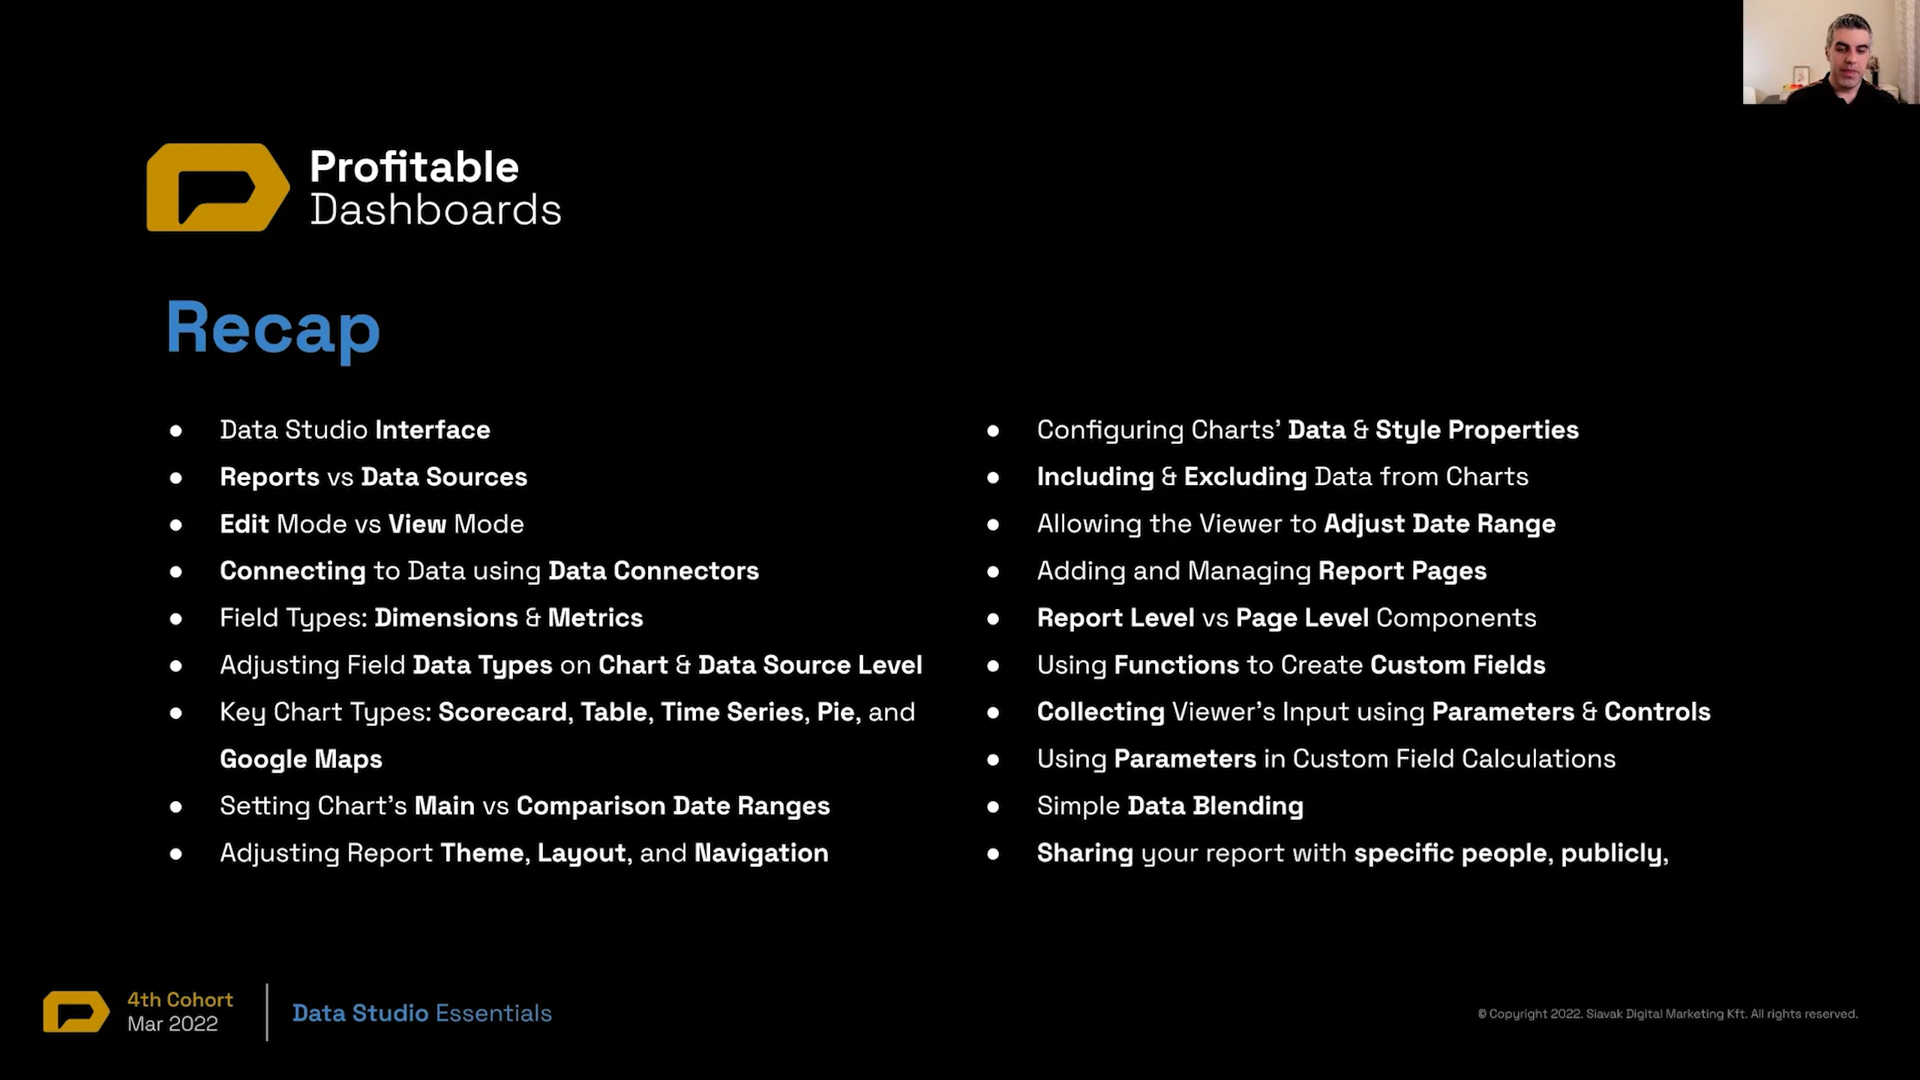 Profitable
Dashboards
Recap
● Data Studio Interface
● Reports vs Data Sources
● Edit Mode vs View Mode
● Connecting to Data using Data Connectors
● Field Types: Dimensions & Metrics
● Adjusting Field Data Types on Chart & Data Source Level
● Key Chart Types: Scorecard, Table, Time Series, Pie, and
Google Maps
● Setting Chart's Main vs Comparison Date Ranges
● Adjusting Report Theme, Layout, and Navigation
● Configuring Charts' Data & Style Properties
● Including & Excluding Data from Charts
● Allowing the Viewer to Adjust Date Range
● Adding and Managing Report Pages
● Report Level vs Page Level Components
● Using Functions to Create Custom Fields
● Collecting Viewer's Input using Parameters & Controls
● Using Parameters in Custom Field Calculations
● Simple Data Blending
● Sharing your report with specific people, publicly,
4th Cohort
Mar 2022
Data Studio Essentials
© Copyright 2022. Siavak Digital Marketing Kft. All rights reserved.